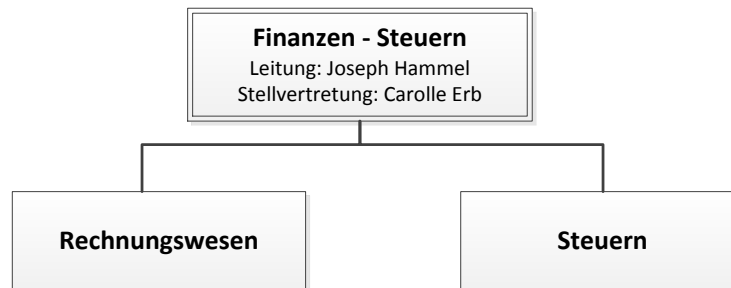 Finanzen - Steuern
Leitung: Joseph Hammel
Stellvertretung: Carolle Erb
Rechnungswesen
Steuern